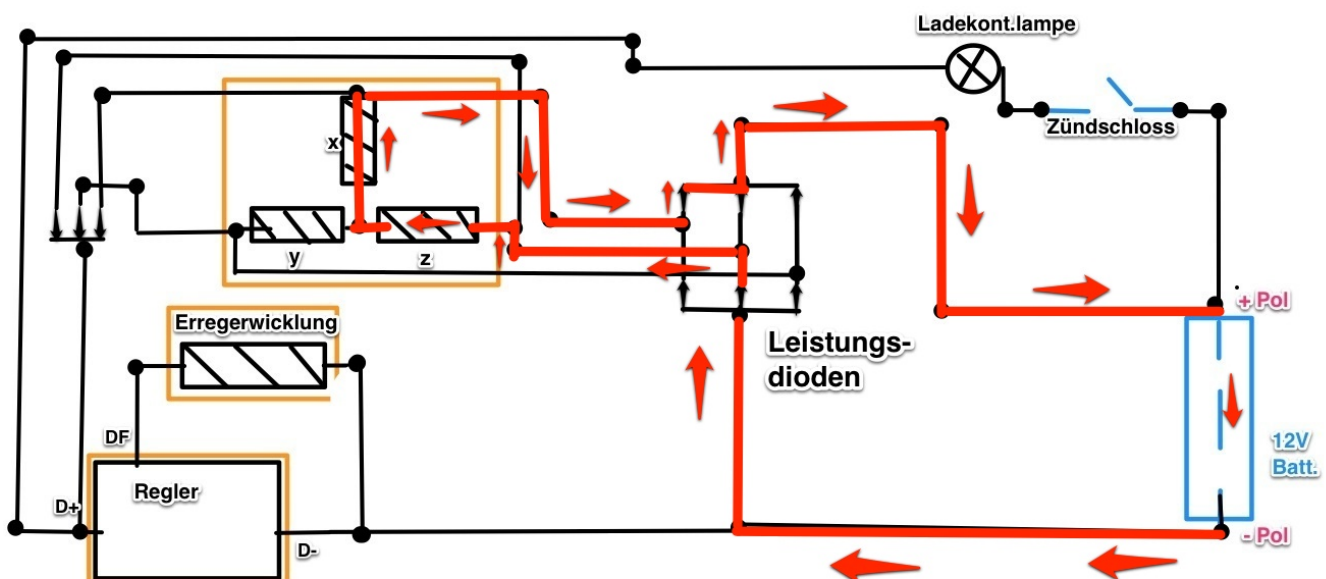 Ladekont.lampe
Zündschloss
x
y
z
+ Pol
Erregerwicklung
Leistungs-
dioden
DF
12V
Batt.
Regler
D+
D-
- Pol